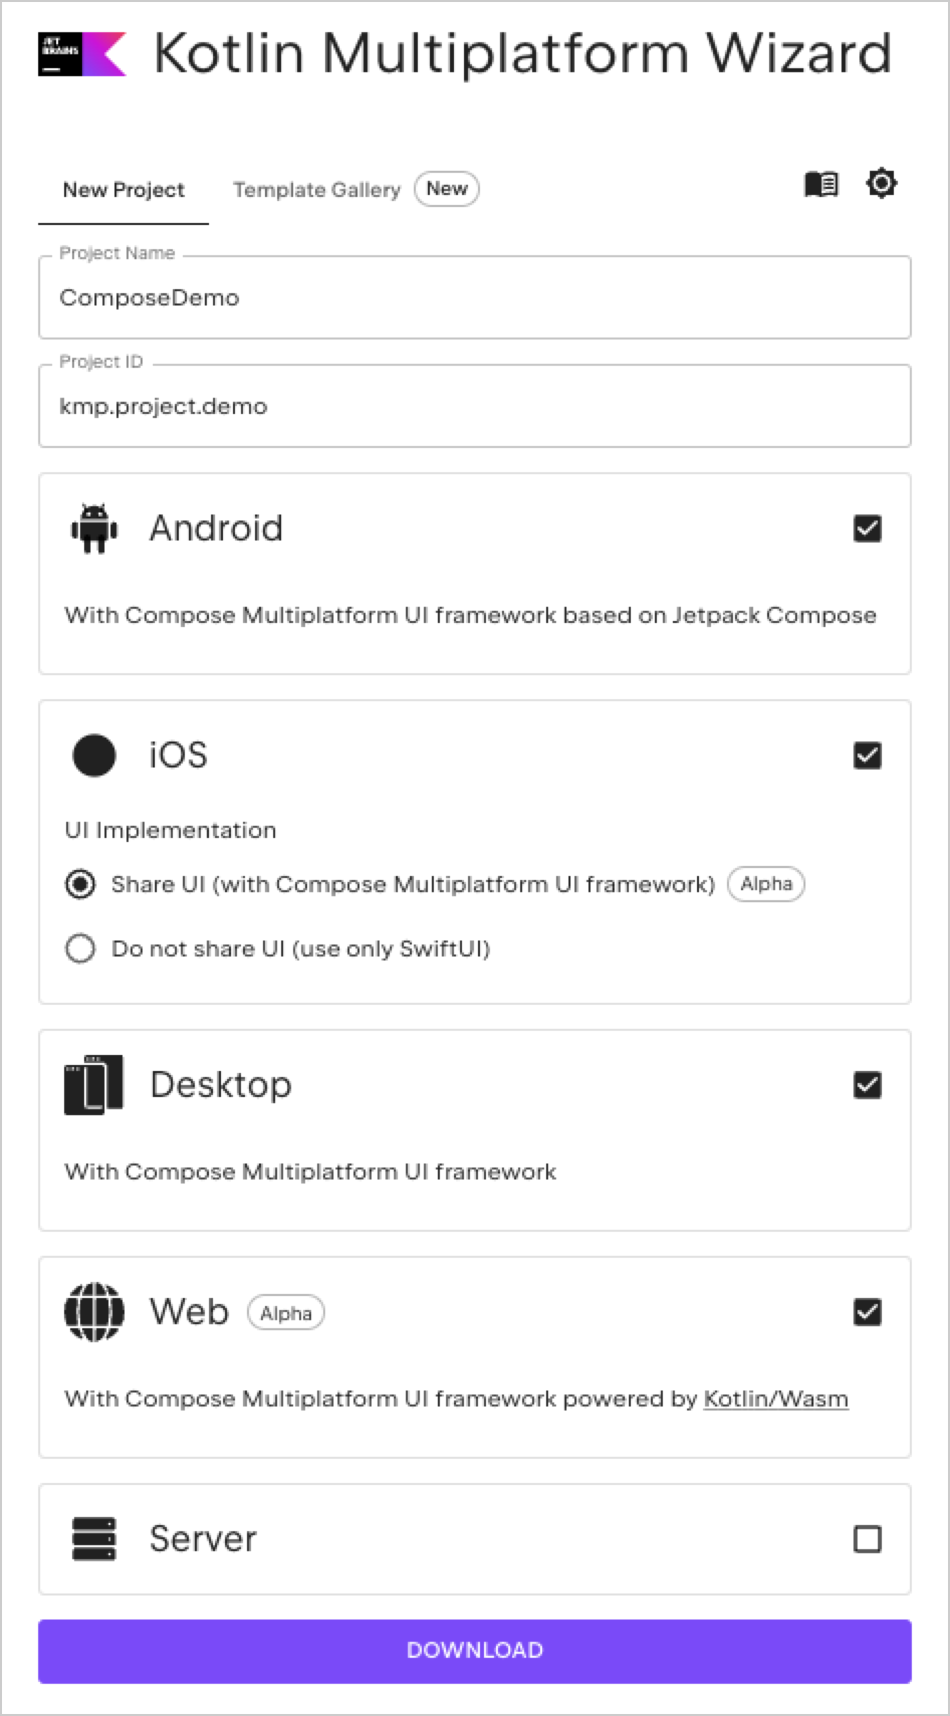 JET
BRAINS
Kotlin Multiplatform Wizard
New Project
Template Gallery
New
Project Name
ComposeDemo
Project ID
kmp.project.demo
Android
With Compose Multiplatform UI framework based on Jetpack Compose
iOS
UI Implementation
Share UI (with Compose Multiplatform UI framework) Alpha
Do not share UI (use only SwiftUI)
Desktop
With Compose Multiplatform UI framework
Web Alpha
With Compose Multiplatform UI framework powered by Kotlin/Wasm
Server
DOWNLOAD